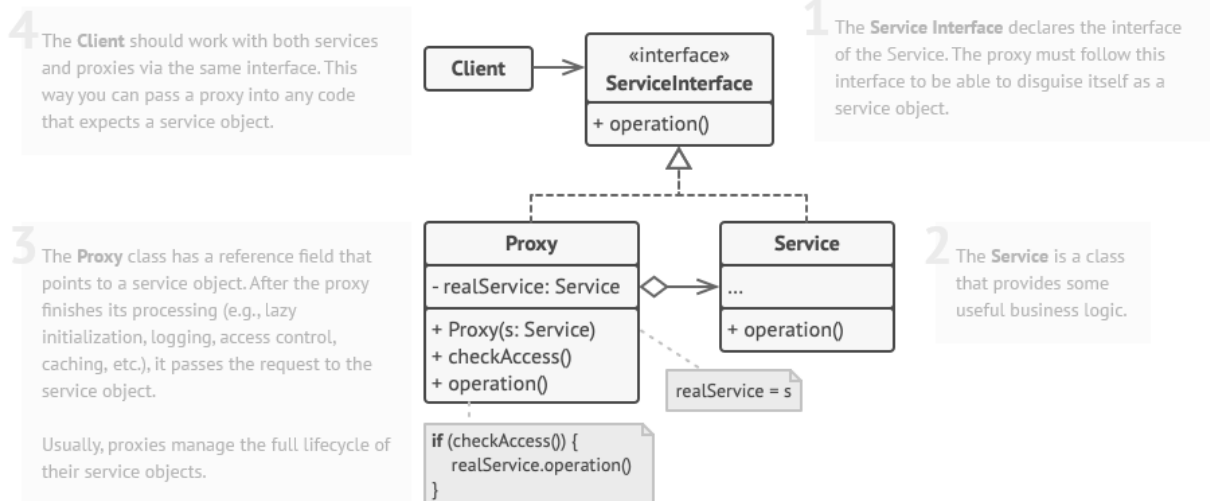 4
The Client should work with both services
and proxies via the same interface. This
way you can pass a proxy into any code
that expects a service object.
Client
«interface»
ServiceInterface
+ operation()
1
The Service Interface declares the interface
of the Service. The proxy must follow this
interface to be able to disguise itself as a
service object.
3
The Proxy class has a reference field that
points to a service object. After the proxy
finishes its processing (e.g., lazy
initialization, logging, access control,
caching, etc.), it passes the request to the
service object.
Usually, proxies manage the full lifecycle of
their service objects.
Proxy
- realService: Service
+ Proxy(s: Service)
+ checkAccess()
+ operation()
Service
...
+ operation()
2
The Service is a class
that provides some
useful business logic.
realService = s
if (checkAccess()) {
realService.operation()
}